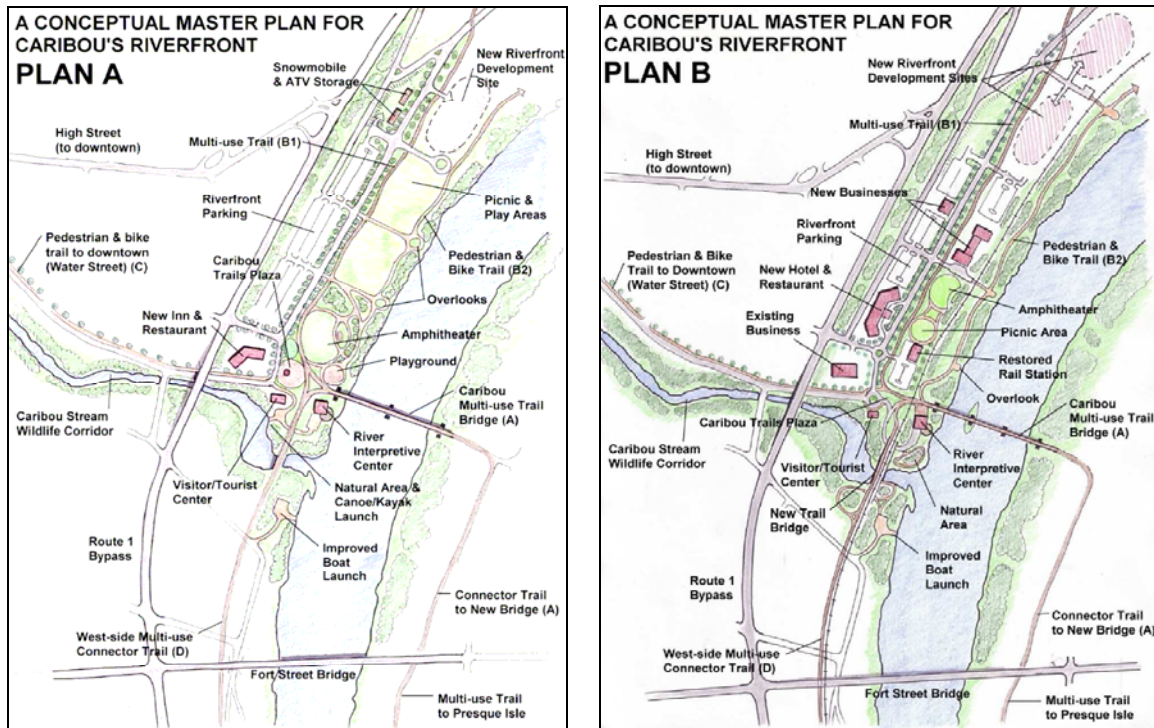 A CONCEPTUAL MASTER PLAN FOR
CARIBOU'S RIVERFRONT
PLAN A
Snowmobile
& ATV Storage
New Riverfront
Development
Site
High Street
(to downtown)
Multi-use Trail (B1)
Riverfront
Parking
Picnic &
Play Areas
Pedestrian & bike
trail to downtown
(Water Street) (C)
Caribou
Trails Plaza
Pedestrian &
Bike Trail (B2)
Overlooks
New Inn &
Restaurant
Amphitheater
Playground
Caribou Stream
Wildlife Corridor
Caribou
Multi-use Trail
Bridge (A)
River
Interpretive
Center
Visitor/Tourist
Center
Natural Area &
Canoe/Kayak
Launch
Route 1
Bypass
Improved
Boat
Launch
Connector Trail
to New Bridge (A)
West-side Multi-use
Connector Trail (D)
Fort Street Bridge
Multi-use Trail
to Presque Isle
A CONCEPTUAL MASTER PLAN FOR
CARIBOU'S RIVERFRONT
PLAN B
New Riverfront
Development Sites
Multi-use Trail (B1)
High Street
(to downtown)
New Businesses
Riverfront
Parking
Pedestrian &
Bike Trail (B2)
Pedestrian & Bike
Trail to Downtown
(Water Street) (C)
New Hotel &
Restaurant
Amphitheater
Existing
Business
Picnic Area
Restored
Rail Station
Overlook
Caribou
Multi-use Trail
Bridge (A)
Caribou Trails Plaza
Caribou Stream
Wildlife Corridor
Visitor/Tourist
Center
River
Interpretive
Center
New Trail
Bridge
Natural
Area
Improved
Boat
Launch
Route 1
Bypass
Connector Trail
to New Bridge (A)
West-side Multi-use
Connector Trail (D)
Fort Street Bridge
Multi-use Trail
to Presque Isle